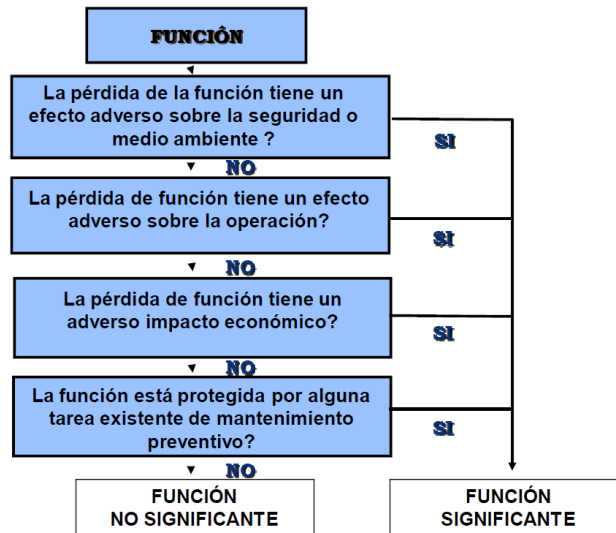 FUNCIÓN
La pérdida de la función tiene un
efecto adverso sobre la seguridad o
medio ambiente ?
SI
NO
La pérdida de función tiene un efecto
adverso sobre la operación?
SI
NO
La pérdida de función tiene un
adverso impacto económico?
SI
NO
La función está protegida por alguna
tarea existente de mantenimiento
preventivo?
SI
NO
FUNCIÓN
NO SIGNIFICANTE
FUNCIÓN
SIGNIFICANTE